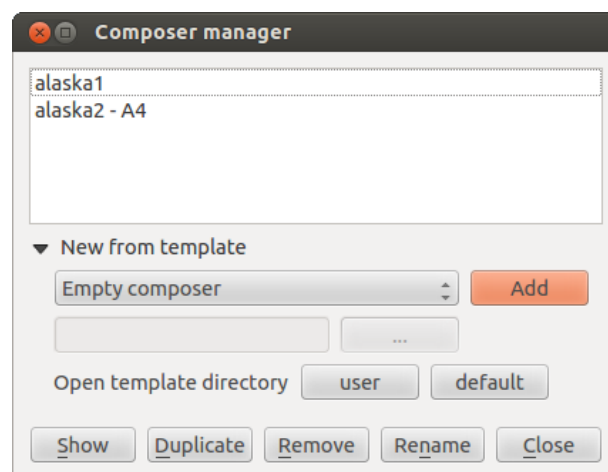 Composer manager
alaska1
alaska2 - A4
New from template
Empty composer Add
...
Open template directory user default
Show Duplicate Remove Rename Close